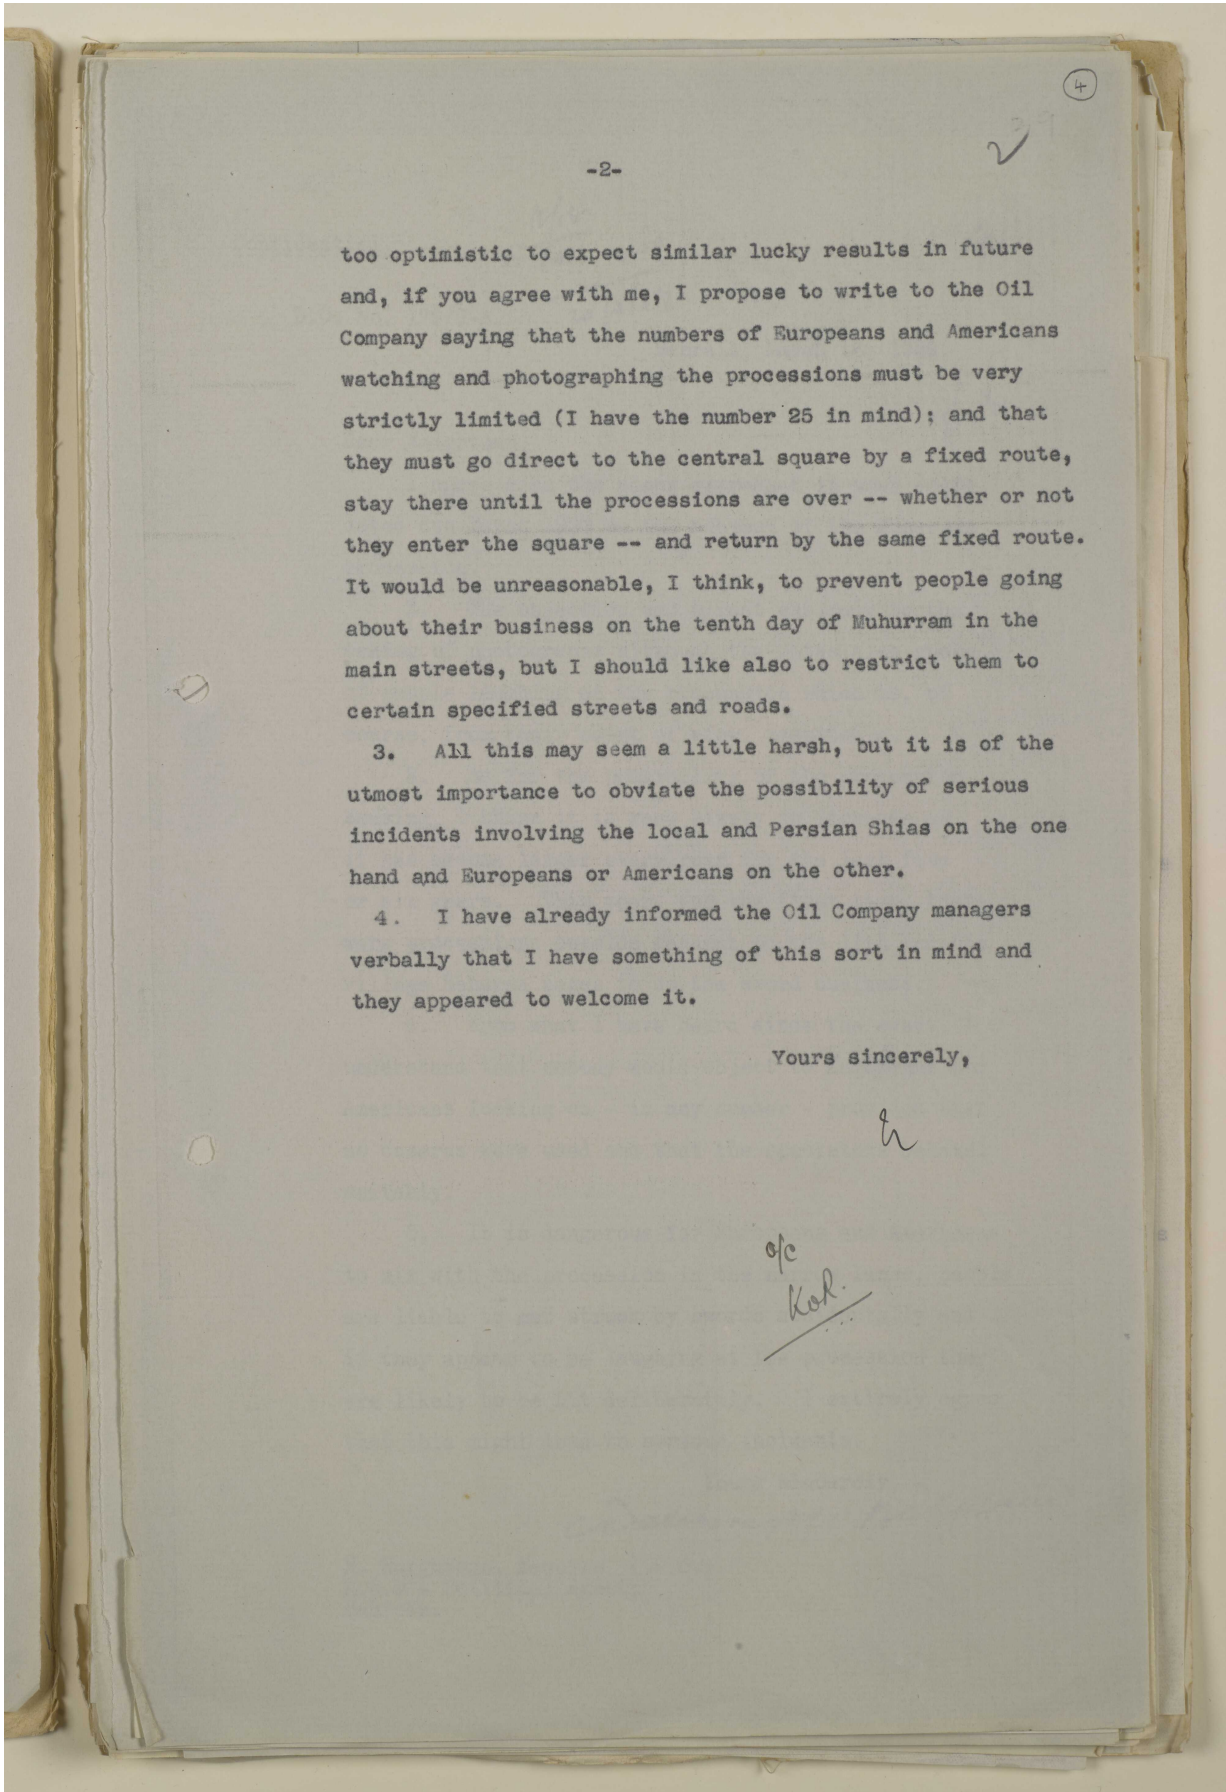 4
2
-2-
too optimistic to expect similar lucky results in future
and, if you agree with me, I propose to write to the Oil
Company saying that the numbers of Europeans and Americans
watching and photographing the processions must be very
strictly limited (I have the number 25 in mind); and that
they must go direct to the central square by a fixed route,
stay there until the processions are over -- whether or not
they enter the square -- and return by the same fixed route.
It would be unreasonable, I think, to prevent people going
about their business on the tenth day of Muhurram in the
main streets, but I should like also to restrict them to
certain specified streets and roads.
3. All this may seem a little harsh, but it is of the
utmost importance to obviate the possibility of serious
incidents involving the local and Persian Shias on the one
hand and Europeans or Americans on the other.
4. I have already informed the Oil Company managers
verbally that I have something of this sort in mind and
they appeared to welcome it.
Yours sincerely,
o/c